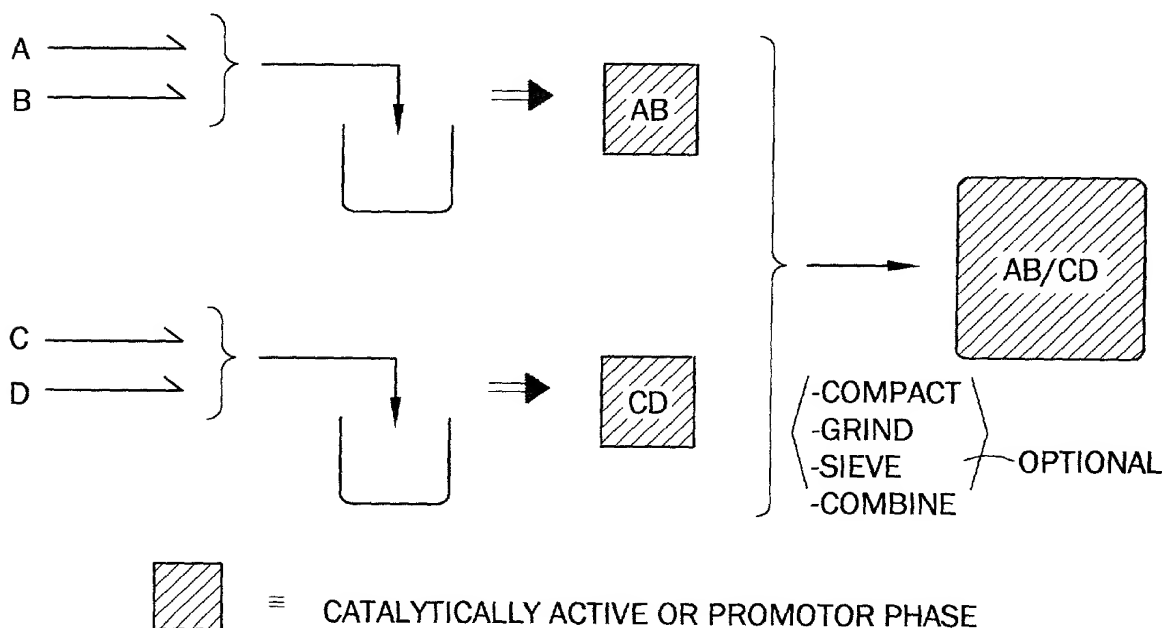 A
B
AB
C
D
CD
AB/CD
-COMPACT
-GRIND
-SIEVE
-COMBINE
OPTIONAL
≡ CATALYTICALLY ACTIVE OR PROMOTOR PHASE